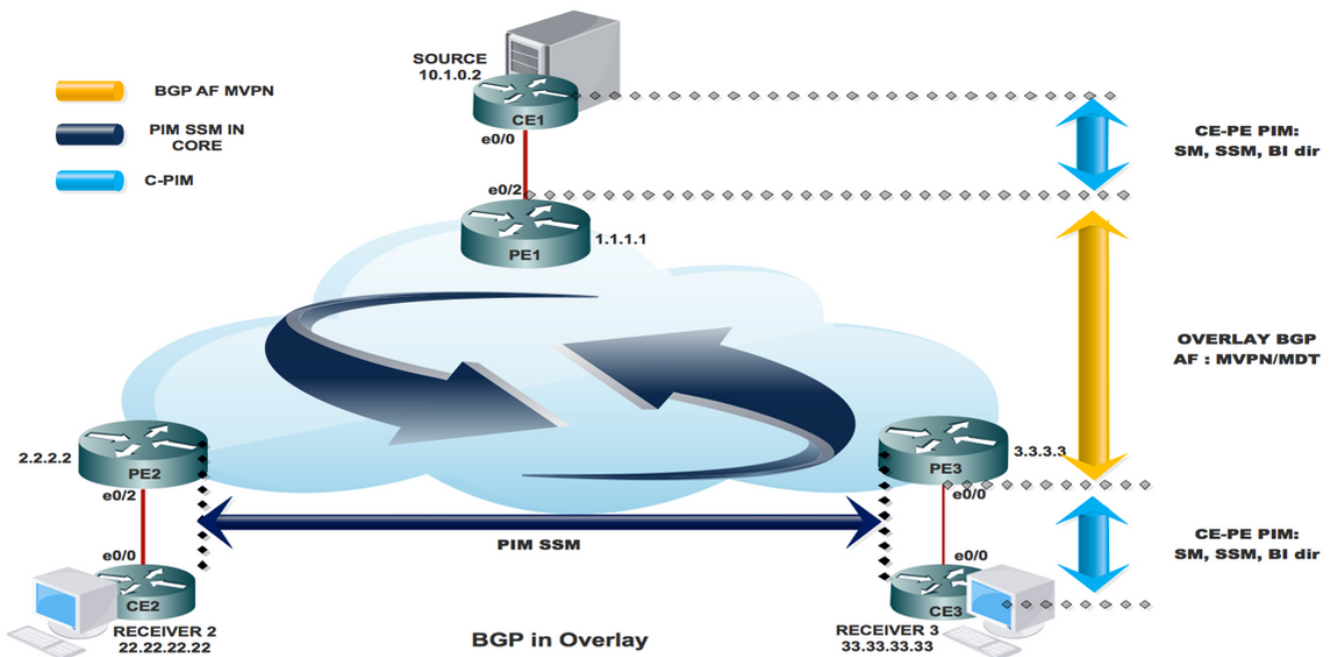 SOURCE
10.1.0.2
BGP AF MVPN
PIM SSM IN
CORE
C-PIM
CE1
e0/0
CE-PE PIM:
SM, SSM, BI dir
e0/2
1.1.1.1
PE1
OVERLAY BGP
AF : MVPN/MDT
2.2.2.2
PE2
3.3.3.3
PE3
e0/2
e0/0
PIM SSM
CE-PE PIM:
SM, SSM, BI dir
e0/0
e0/0
CE2
CE3
RECEIVER 2
22.22.22.22
BGP in Overlay
RECEIVER 3
33.33.33.33